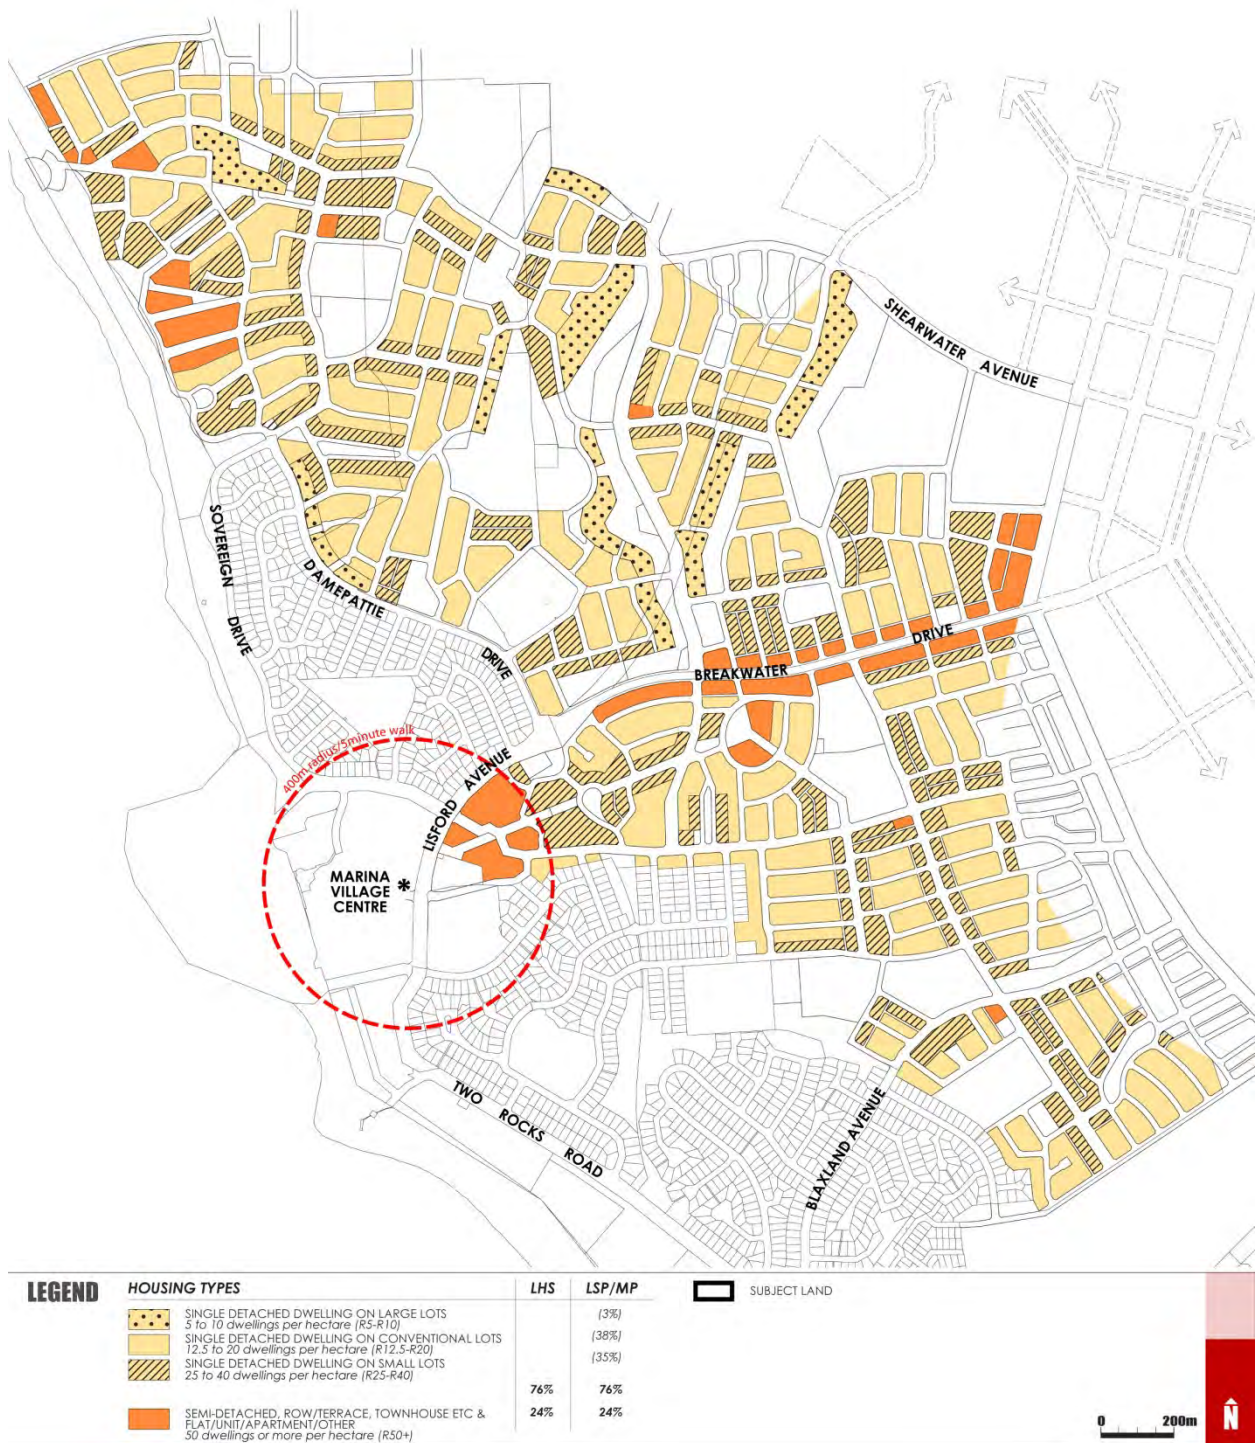 SHEARWATER AVENUE
SOVEREIGN DRIVE
DAMEPATTIE DRIVE
BREAKWATER DRIVE
400m radius/5minute walk
LISFORD AVENUE
MARINA
VILLAGE *
CENTRE
TWO ROCKS ROAD
BLAXLAND AVENUE
LEGEND
HOUSING TYPES LHS LSP/MP
SUBJECT LAND
SINGLE DETACHED DWELLING ON LARGE LOTS (3%)
5 to 10 dwellings per hectare (R5-R10)
SINGLE DETACHED DWELLING ON CONVENTIONAL LOTS (38%)
12.5 to 20 dwellings per hectare (R12.5-R20)
SINGLE DETACHED DWELLING ON SMALL LOTS (35%)
25 to 40 dwellings per hectare (R25-R40)
76% 76%
SEMI-DETACHED, ROW/TERRACE, TOWNHOUSE ETC & 24% 24%
FLAT/UNIT/APARTMENT/OTHER
50 dwellings or more per hectare (R50+)
0 200m
N